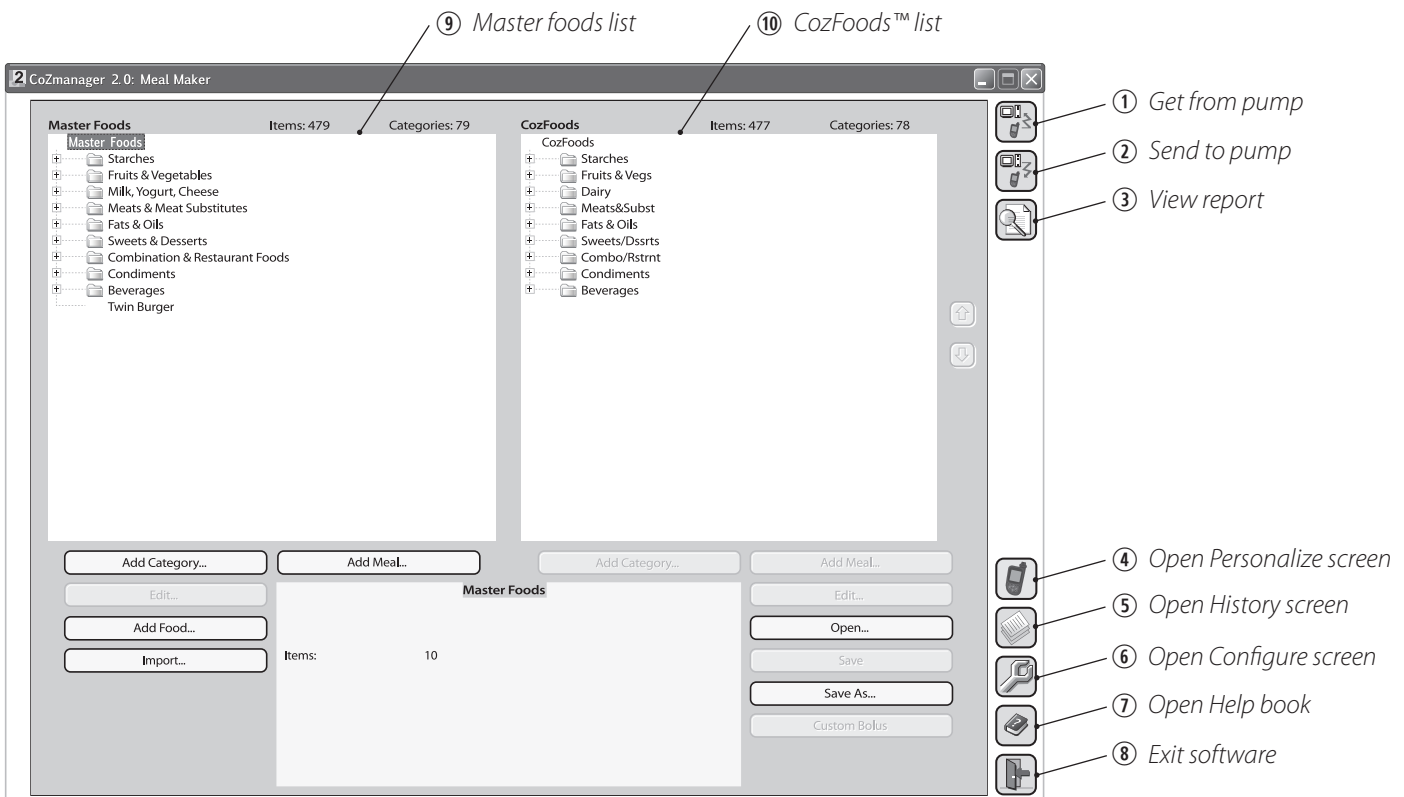 ⑨ Master foods list
⑩ CozFoods™ list
2 CoZmanager 2.0: Meal Maker
① Get from pump
② Send to pump
③ View report
Master Foods Items: 479 Categories: 79
Master Foods
Starches
Fruits & Vegetables
Milk, Yogurt, Cheese
Meats & Meat Substitutes
Fats & Oils
Sweets & Desserts
Combination & Restaurant Foods
Condiments
Beverages
Twin Burger
CozFoods Items: 477 Categories: 78
CozFoods
Starches
Fruits & Vegs
Dairy
Meats&Subst
Fats & Oils
Sweets/Dssrts
Combo/Rstrnt
Condiments
Beverages
Add Category...
Add Meal...
Add Category...
Add Meal...
Edit...
Add Food...
Import...
Master Foods
Items: 10
Edit...
Open...
Save
Save As...
Custom Bolus
④ Open Personalize screen
⑤ Open History screen
⑥ Open Configure screen
⑦ Open Help book
⑧ Exit software